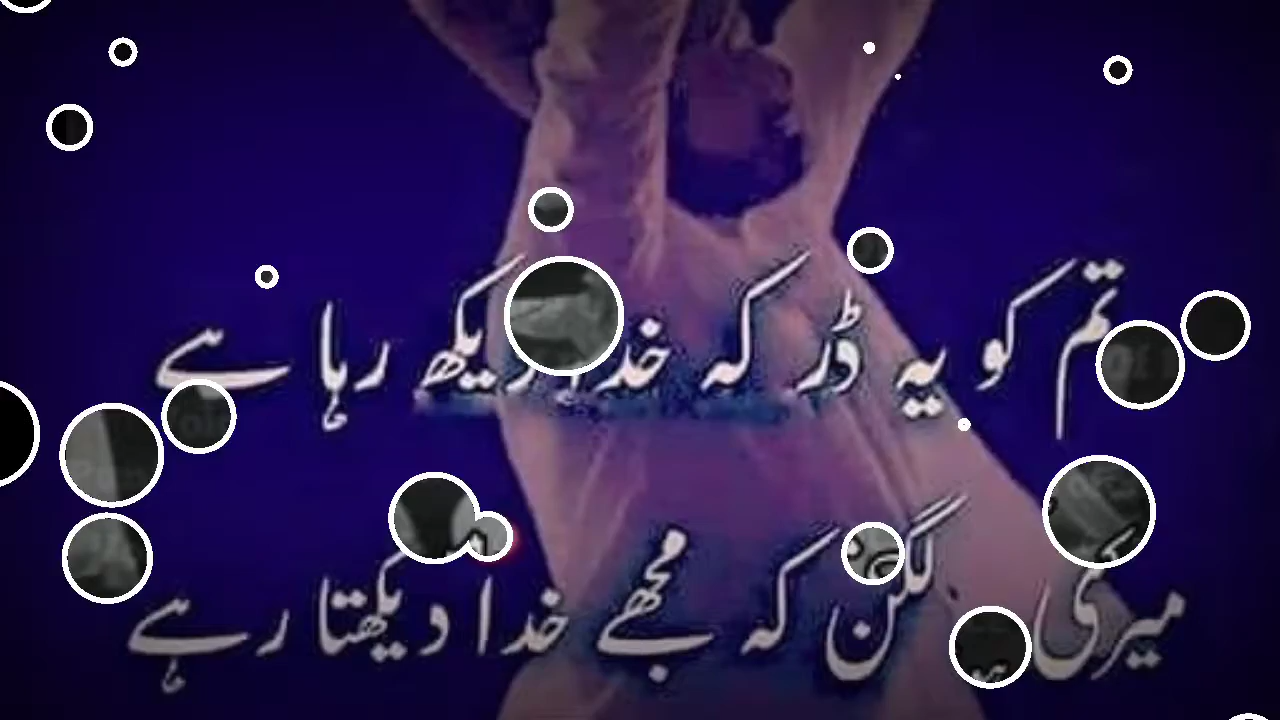 تم کو یہ ڈر کہ خدا دیکھ رہا ہے
میری لگن کہ مجھے خدا دیکھتا رہے